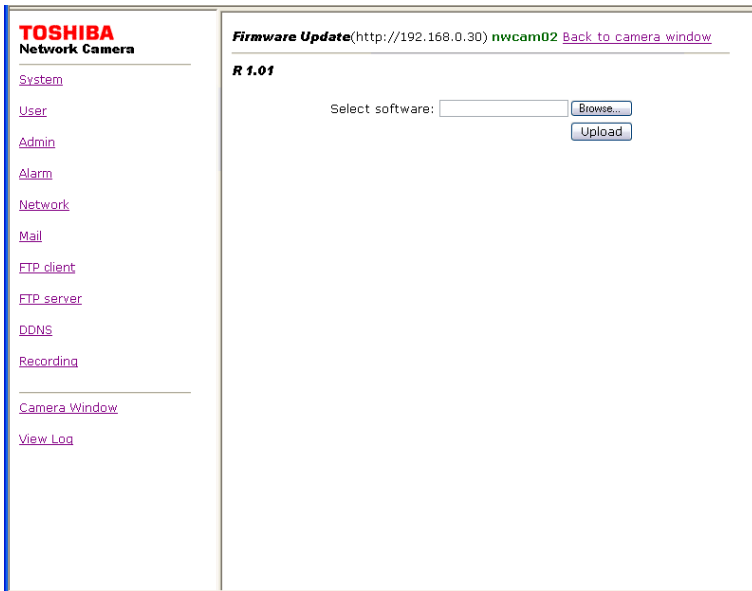 TOSHIBA
Network Camera
System
User
Admin
Alarm
Network
Mail
FTP client
FTP server
DDNS
Recording
Camera Window
View Log
Firmware Update(http://192.168.0.30) nwcam02 Back to camera window
R 1.01
Select software: Browse...
Upload